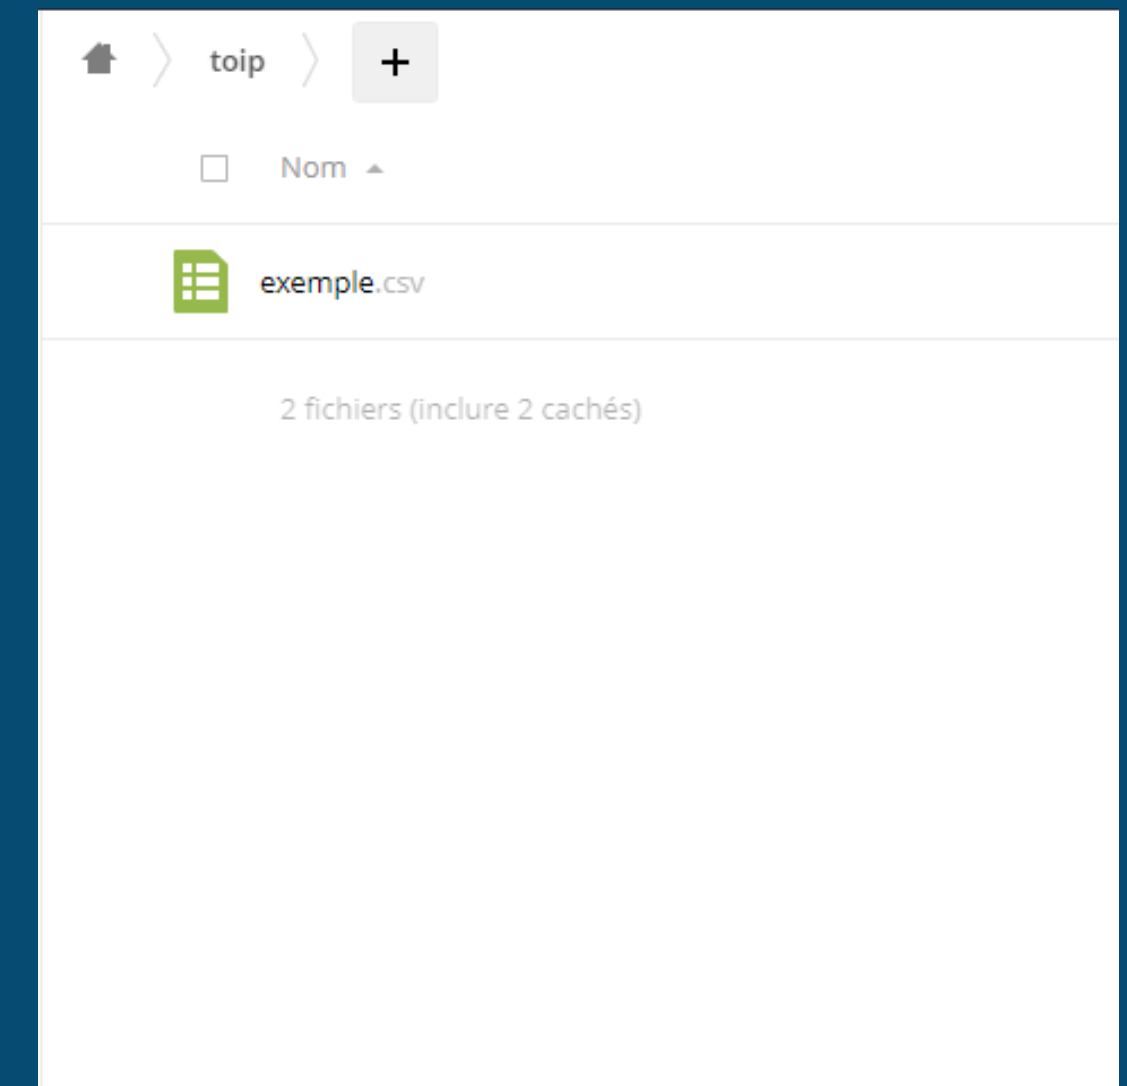 toip
+
Nom
exemple.csv
2 fichiers (inclure 2 cachés)